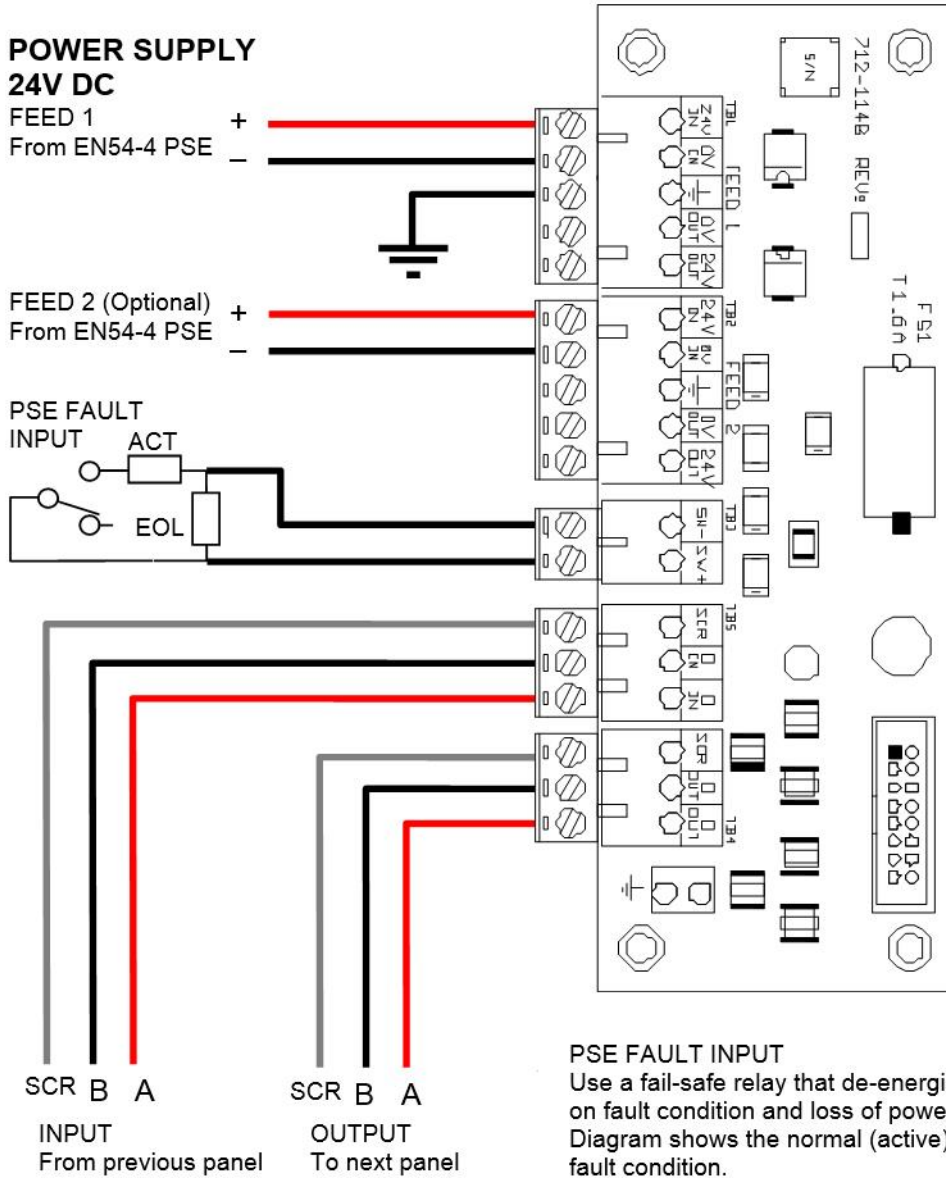 POWER SUPPLY
24V DC
FEED 1
From EN54-4 PSE
+
–
FEED 2 (Optional)
From EN54-4 PSE
+
–
PSE FAULT
INPUT
ACT
EOL
S/N
712-114B REV:
TB1
24V IN
0V IN
0V OUT
24V OUT
FEED 1
TB2
24V IN
0V IN
0V OUT
24V OUT
FEED 2
FS1
T1.6A
TB3
SW-
SW+
TB5
SCR
IN
IN
SCR
OUT
OUT
TB4
SCR B A
INPUT
From previous panel
SCR B A
OUTPUT
To next panel
PSE FAULT INPUT
Use a fail-safe relay that de-energi
on fault condition and loss of powe
Diagram shows the normal (active)
fault condition.